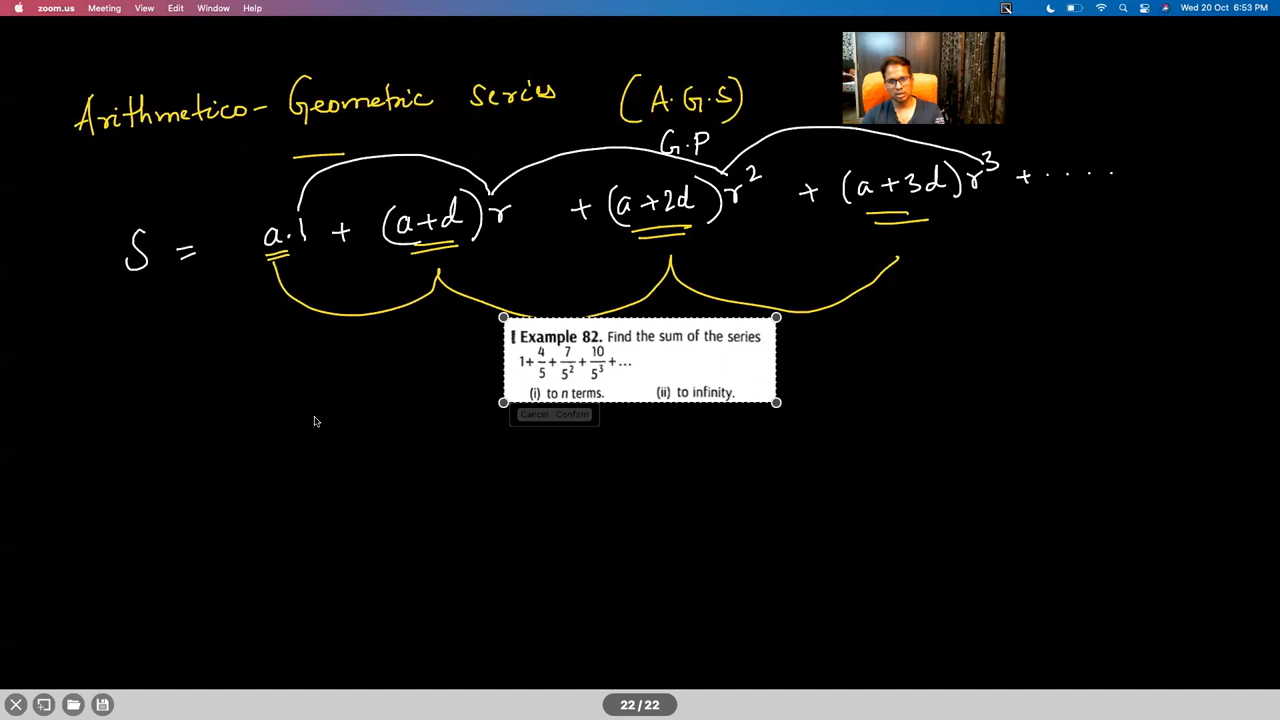 zoom.us Meeting View Edit Window Help Wed 20 Oct 6:53 PM
Arithmetico - Geometric series (A.G.S)
G.P
S = a.1 + (a+d)r + (a+2d)r² + (a+3d)r³ + .....
[ Example 82. Find the sum of the series
1+4/5+7/5²+10/5³+...
(i) to n terms. (ii) to infinity.
Cancel Confirm
22 / 22